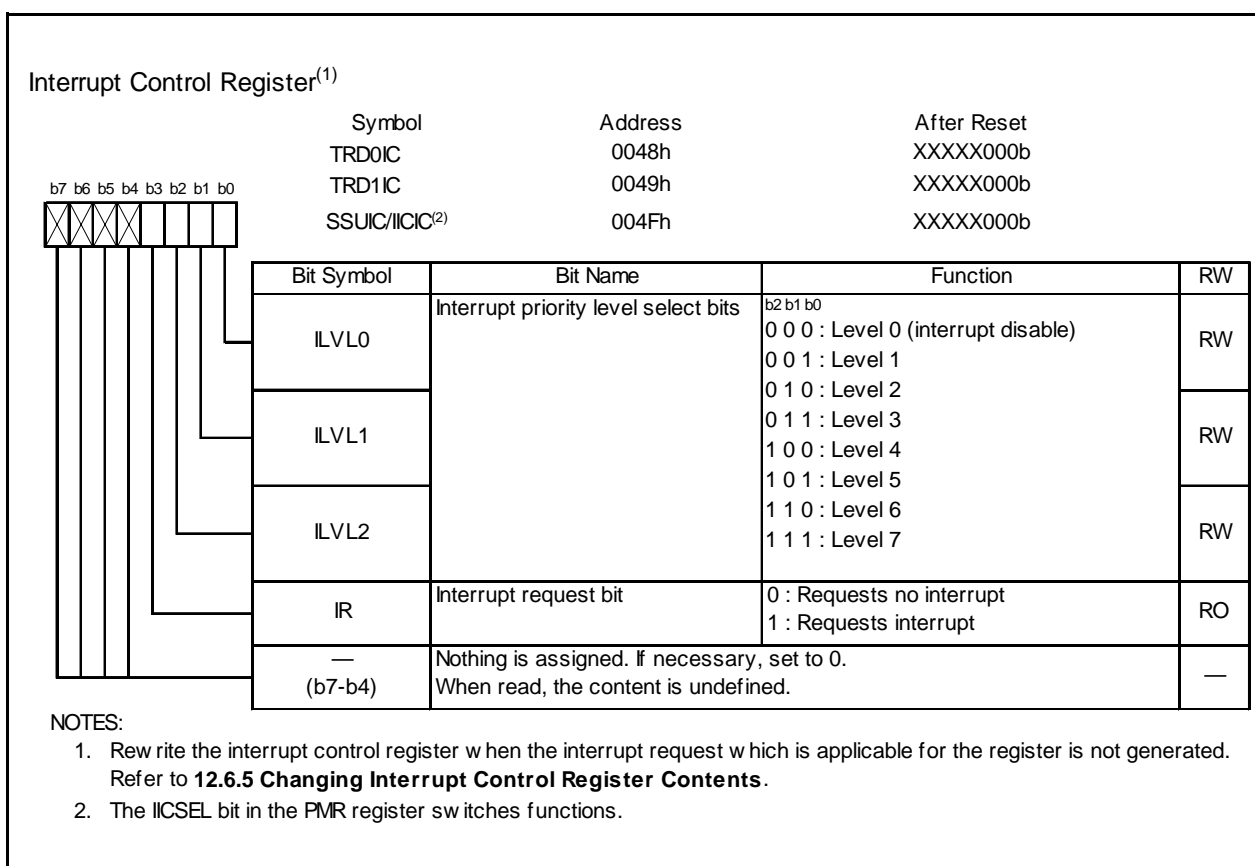 Interrupt Control Register(1)
Symbol Address After Reset
TRD0IC 0048h XXXXX000b
TRD1IC 0049h XXXXX000b
b7 b6 b5 b4 b3 b2 b1 b0
SSUIC/IICIC(2) 004Fh XXXXX000b
Bit Symbol Bit Name Function RW
ILVL0 Interrupt priority level select bits b2 b1 b0
0 0 0 : Level 0 (interrupt disable) RW
0 0 1 : Level 1
0 1 0 : Level 2
ILVL1 0 1 1 : Level 3 RW
1 0 0 : Level 4
1 0 1 : Level 5
ILVL2 1 1 0 : Level 6 RW
1 1 1 : Level 7
IR Interrupt request bit 0 : Requests no interrupt RO
1 : Requests interrupt
— Nothing is assigned. If necessary, set to 0. —
(b7-b4) When read, the content is undefined.
NOTES:
1. Rewrite the interrupt control register when the interrupt request which is applicable for the register is not generated.
Refer to 12.6.5 Changing Interrupt Control Register Contents.
2. The IICSEL bit in the PMR register switches functions.